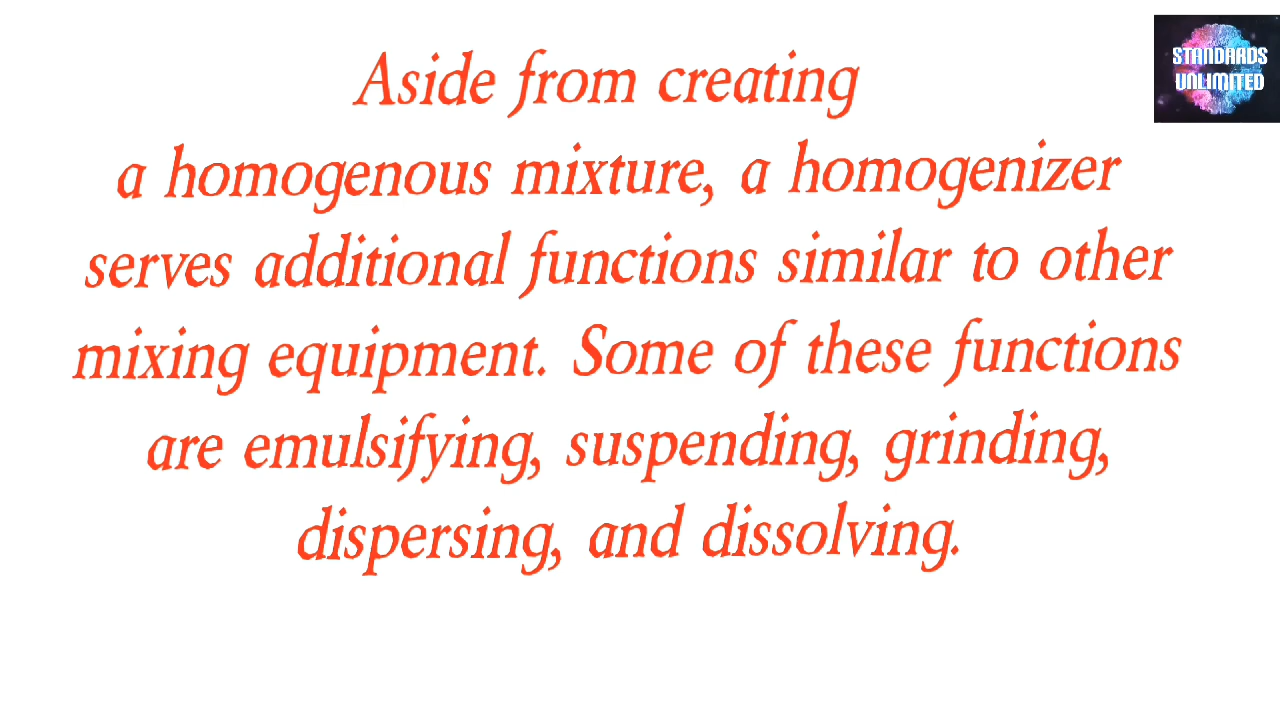 STANDARDS
UNLIMITED
Aside from creating
a homogenous mixture, a homogenizer
serves additional functions similar to other
mixing equipment. Some of these functions
are emulsifying, suspending, grinding,
dispersing, and dissolving.